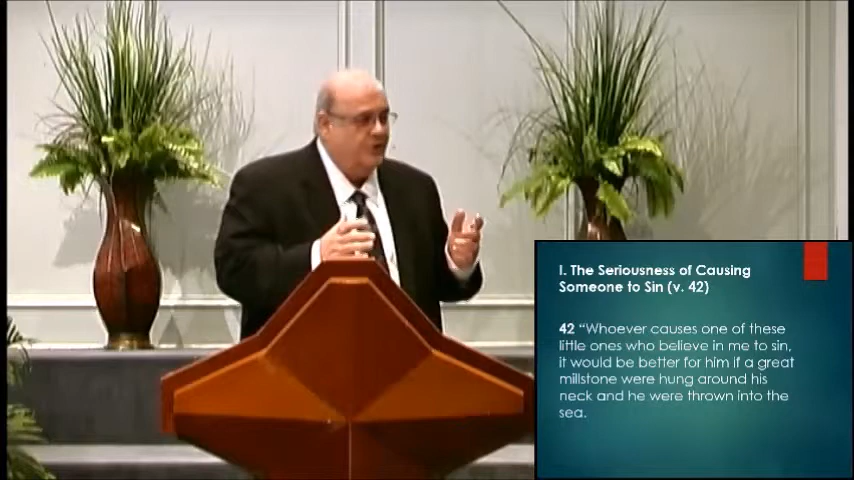 I. The Seriousness of Causing
Someone to Sin (v. 42)
42 “Whoever causes one of these
little ones who believe in me to sin,
it would be better for him if a great
millstone were hung around his
neck and he were thrown into the
sea.